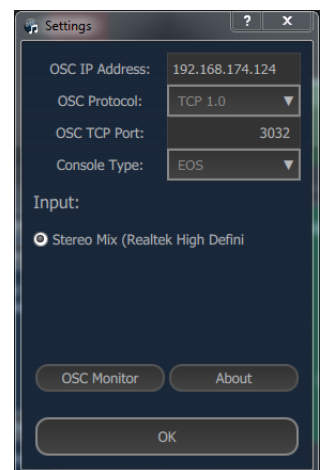 Settings
? x
OSC IP Address: 192.168.174.124
OSC Protocol: TCP 1.0
OSC TCP Port: 3032
Console Type: EOS
Input:
Stereo Mix (Realtek High Defini
OSC Monitor About
OK